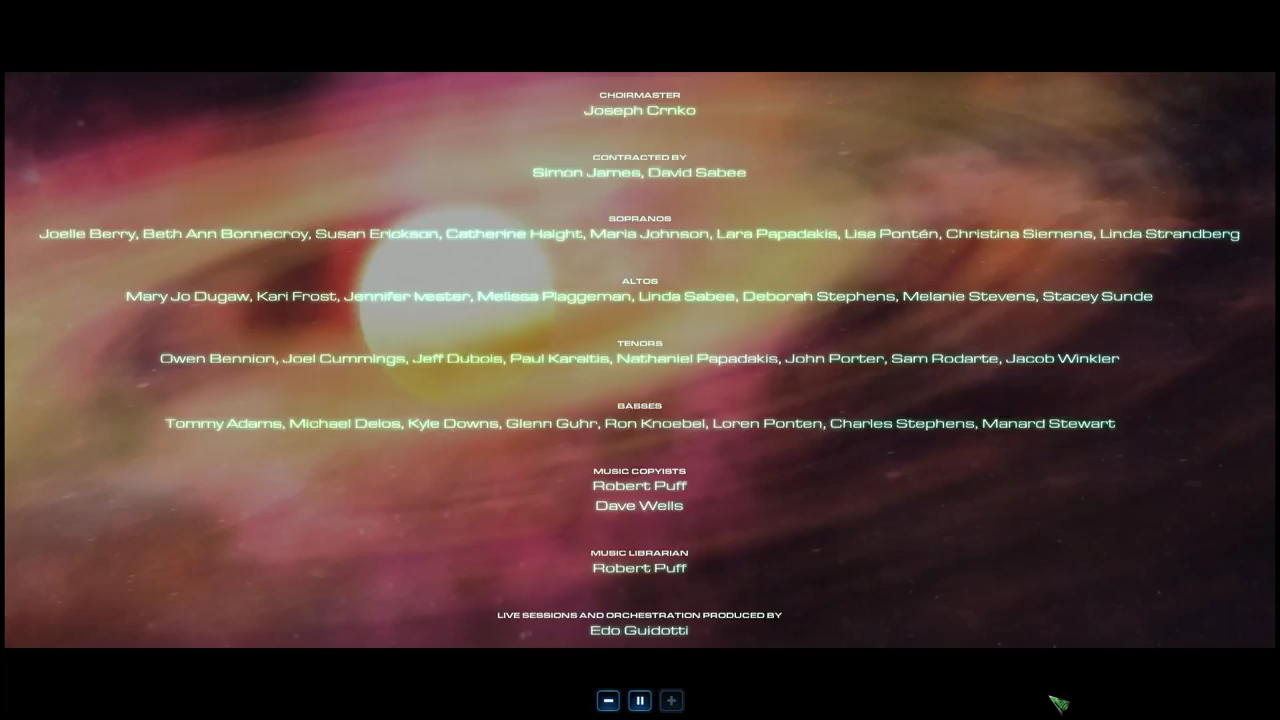 CHOIRMASTER
Joseph Crnko
CONTRACTED BY
Simon James, David Sabee
SOPRANOS
Joelle Berry, Beth Ann Bonnecroy, Susan Erickson, Catherine Haight, Maria Johnson, Lara Papadakis, Lisa Pontén, Christina Siemens, Linda Strandberg
ALTOS
Mary Jo Dugaw, Kari Frost, Jennifer Ivester, Melissa Plaggeman, Linda Sabee, Deborah Stephens, Melanie Stevens, Stacey Sunde
TENORS
Owen Bennion, Joel Cummings, Jeff Dubois, Paul Karaitis, Nathaniel Papadakis, John Porter, Sam Rodarte, Jacob Winkler
BASSES
Tommy Adams, Michael Delos, Kyle Downs, Glenn Guhr, Ron Knoebel, Loren Ponten, Charles Stephens, Manard Stewart
MUSIC COPYISTS
Robert Puff
Dave Wells
MUSIC LIBRARIAN
Robert Puff
LIVE SESSIONS AND ORCHESTRATION PRODUCED BY
Edo Guidotti